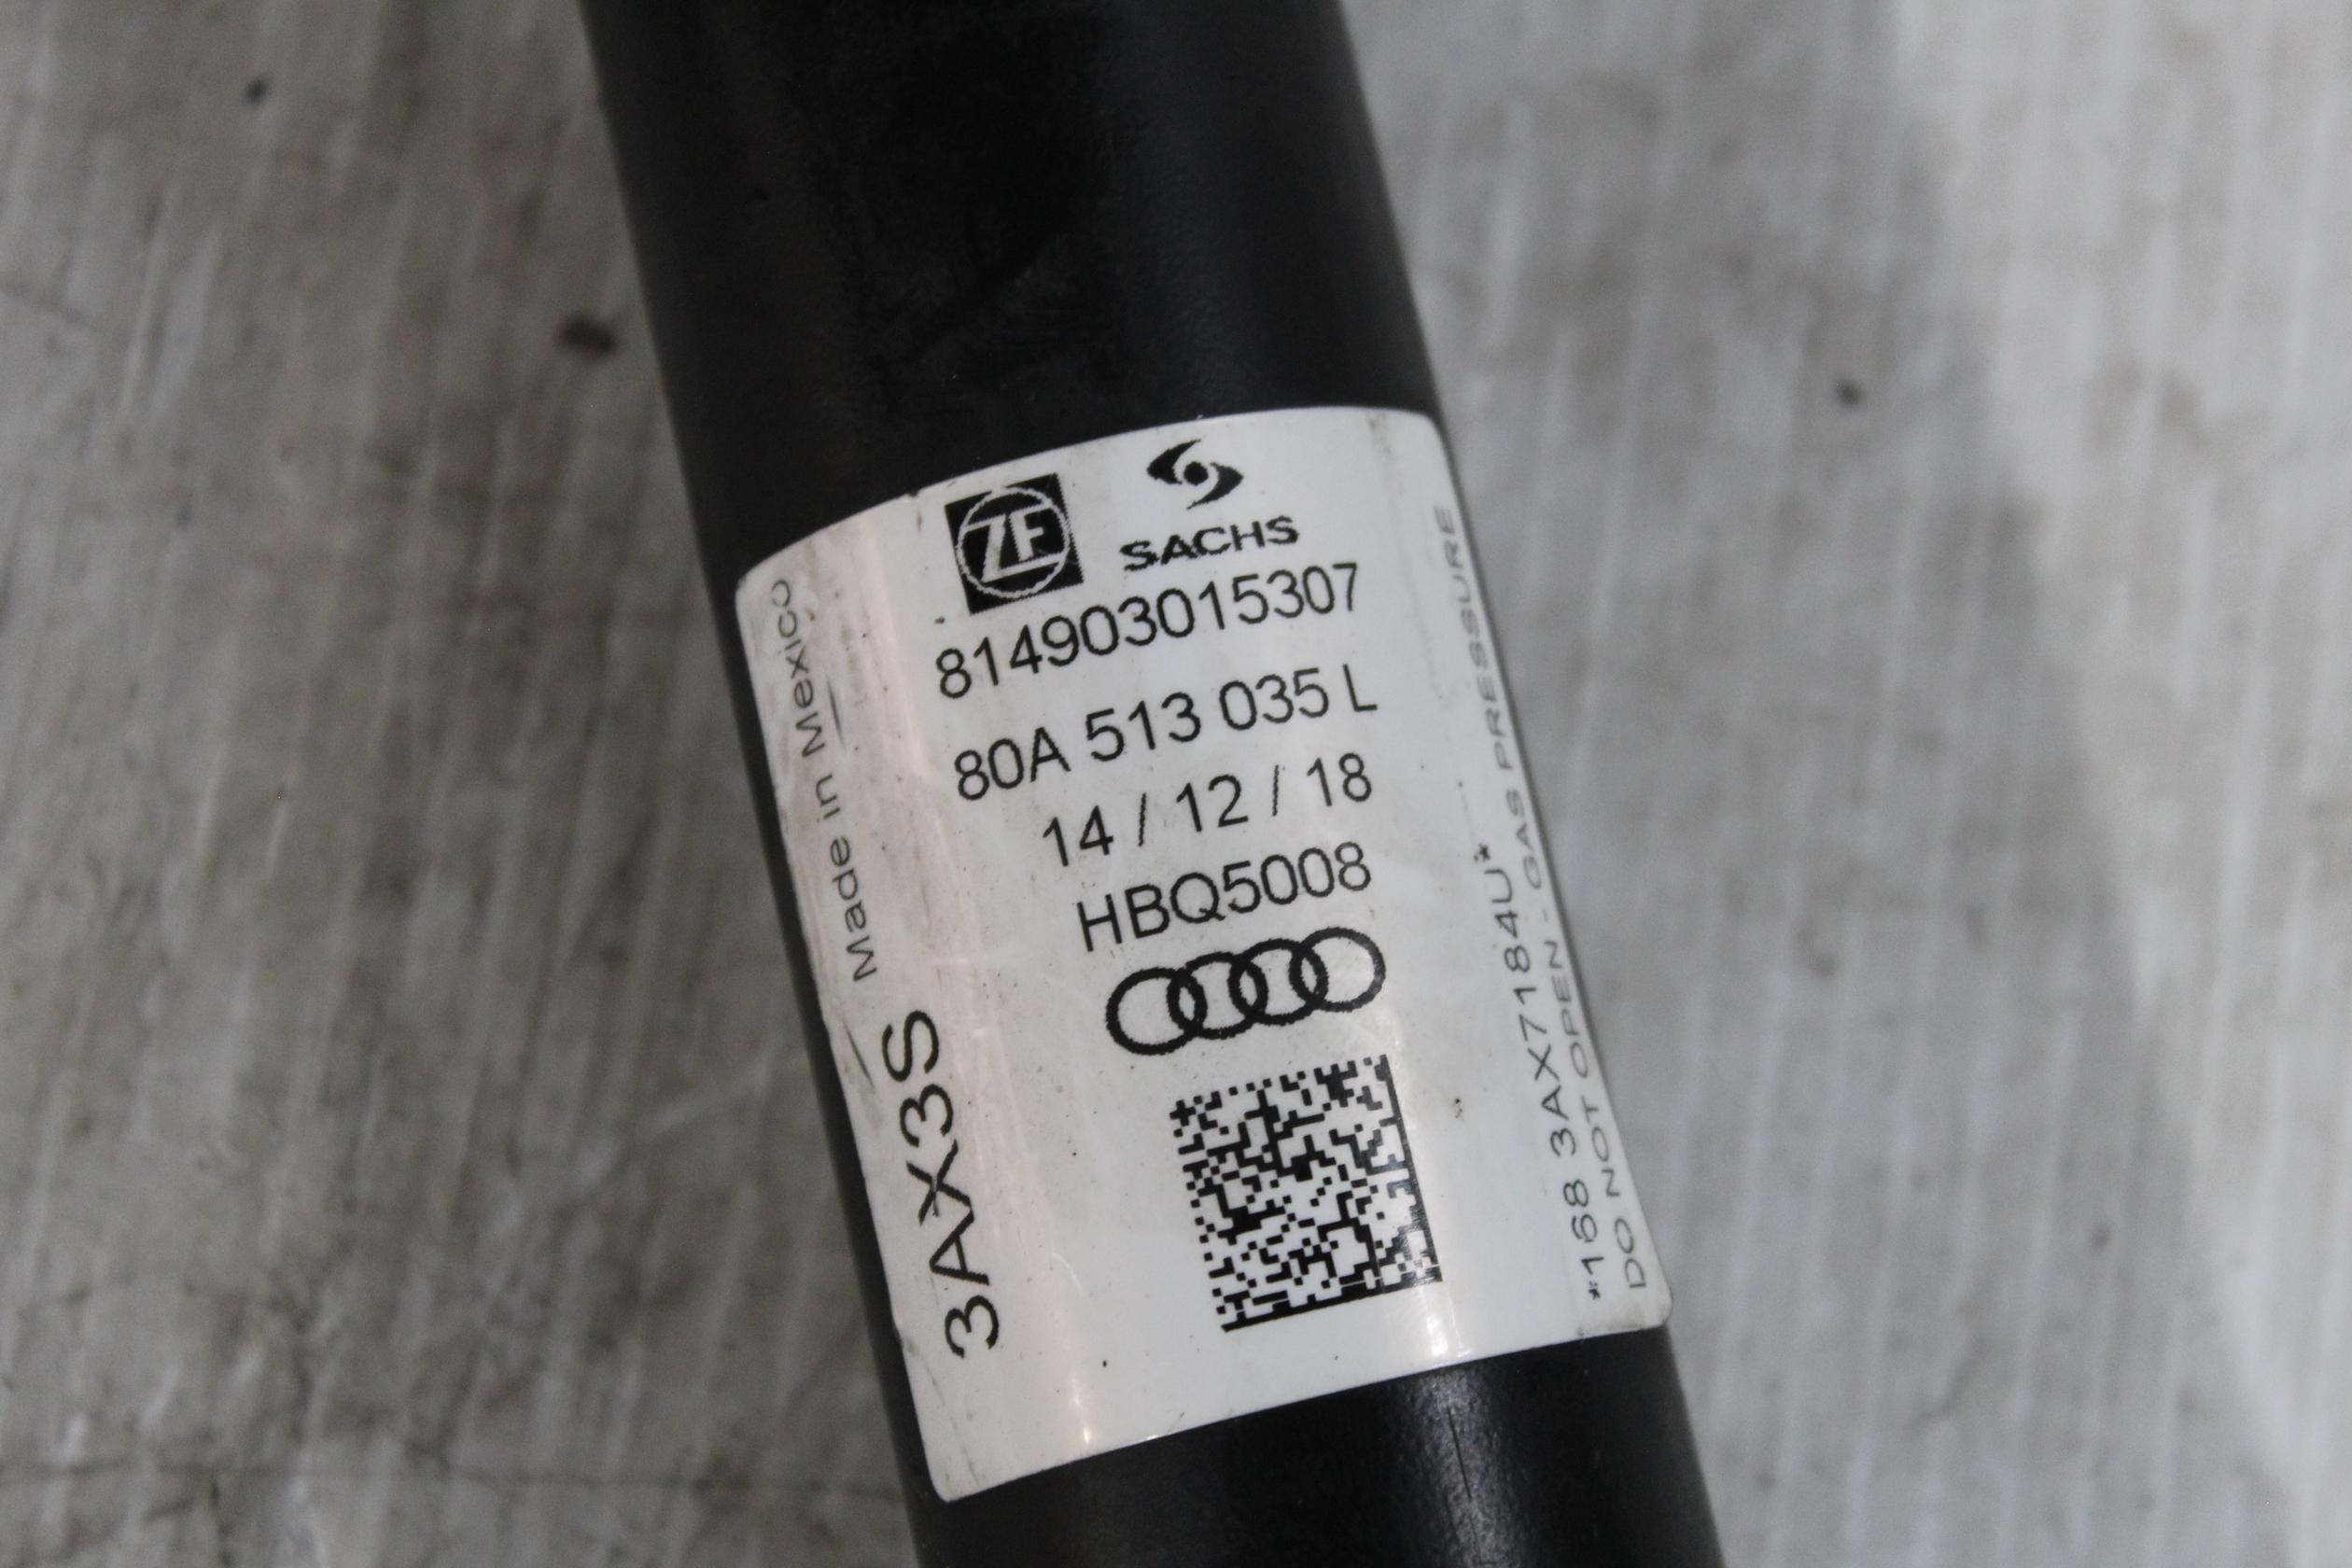 ZF
SACHS
814903015307
80A 513 035 L
14 / 12 / 18
HBQ5008
Made in Mexico
3AX3S
*168 3AX7184U*
DO NOT OPEN - GAS PRESSURE